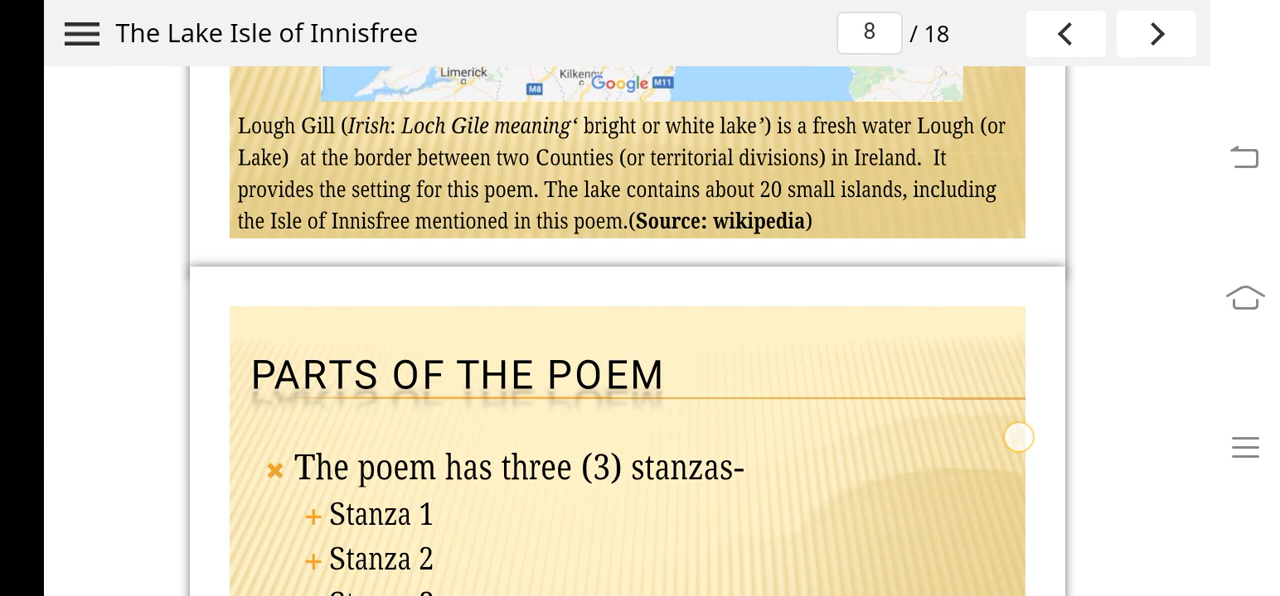 The Lake Isle of Innisfree
8 / 18
Limerick
Kilkenny
M8
Google
M11
Lough Gill (Irish: Loch Gile meaning‘ bright or white lake’) is a fresh water Lough (or
Lake)  at the border between two Counties (or territorial divisions) in Ireland.  It
provides the setting for this poem. The lake contains about 20 small islands, including
the Isle of Innisfree mentioned in this poem.(Source: wikipedia)
PARTS OF THE POEM
The poem has three (3) stanzas-
Stanza 1
Stanza 2